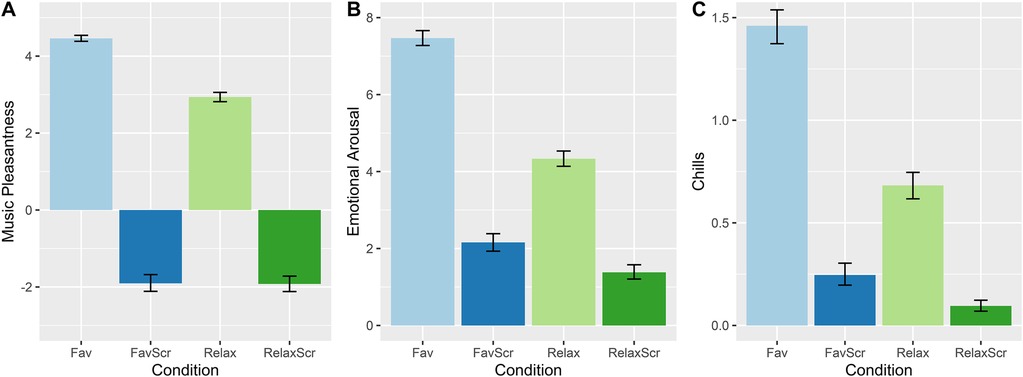 A
Music Pleasantness
4
2
0
-2
Fav FavScr Relax RelaxScr
Condition
B
Emotional Arousal
8
6
4
2
0
Fav FavScr Relax RelaxScr
Condition
C
Chills
1.5
1.0
0.5
0.0
Fav FavScr Relax RelaxScr
Condition